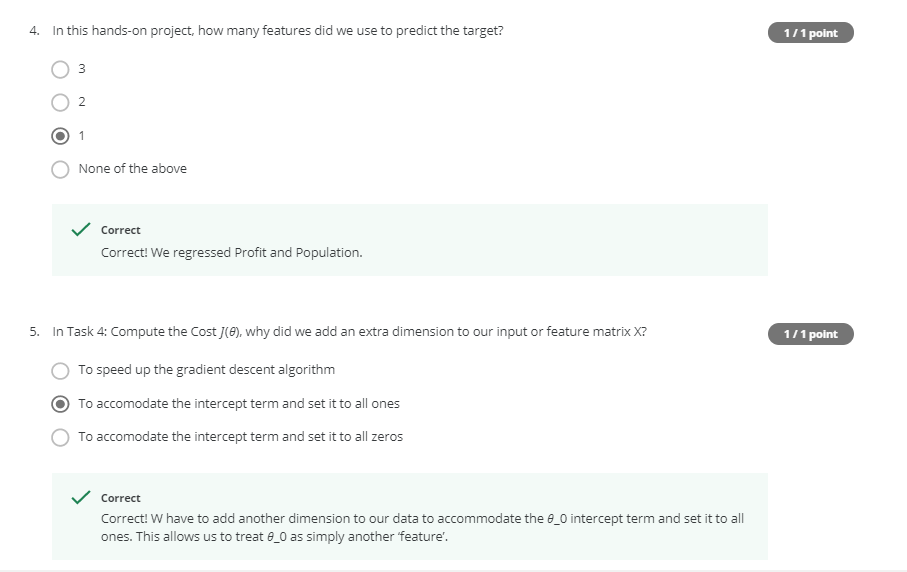 4. In this hands-on project, how many features did we use to predict the target?
1 / 1 point
3
2
1
None of the above
Correct
Correct! We regressed Profit and Population.
5. In Task 4: Compute the Cost J(θ), why did we add an extra dimension to our input or feature matrix X?
1 / 1 point
To speed up the gradient descent algorithm
To accomodate the intercept term and set it to all ones
To accomodate the intercept term and set it to all zeros
Correct
Correct! W have to add another dimension to our data to accommodate the θ_0 intercept term and set it to all
ones. This allows us to treat θ_0 as simply another 'feature'.